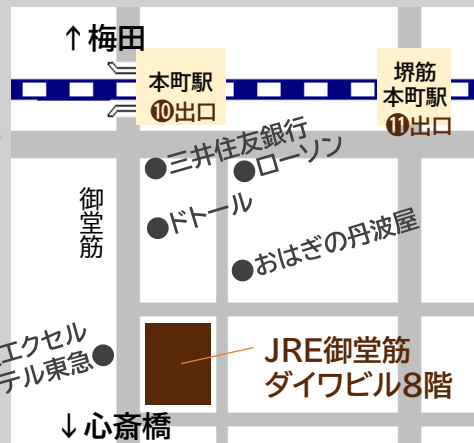 ↑梅田
本町駅
⑩出口
堺筋
本町駅
⑪出口
三井住友銀行
ローソン
御堂筋
ドトール
おはぎの丹波屋
エクセル
テル東急
JRE御堂筋
ダイワビル8階
↓心斎橋